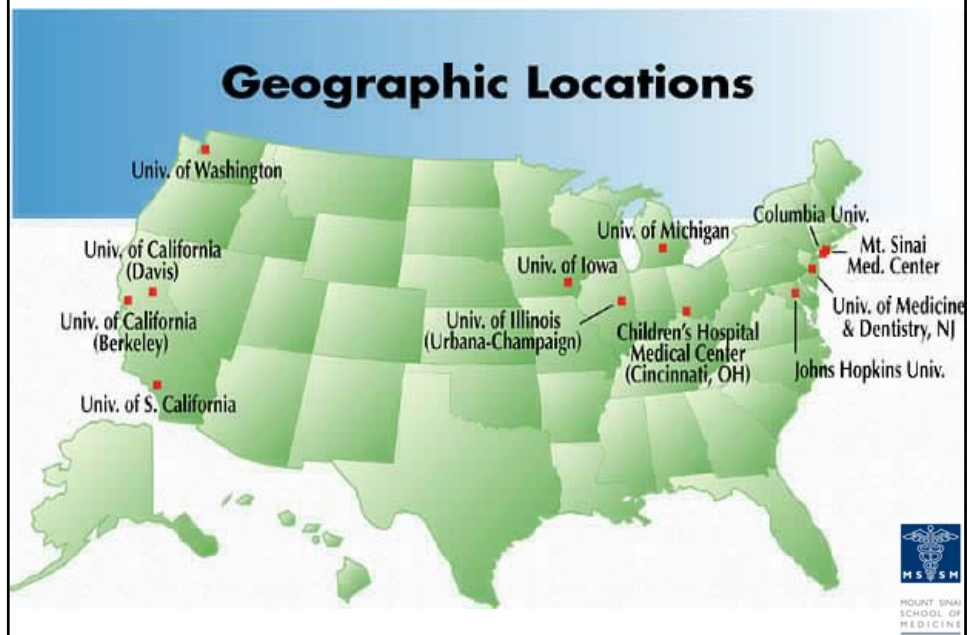 Geographic Locations
Univ. of Washington
Univ. of California
(Davis)
Univ. of California
(Berkeley)
Univ. of S. California
Univ. of Iowa
Univ. of Illinois
(Urbana-Champaign)
Univ. of Michigan
Children's Hospital
Medical Center
(Cincinnati, OH)
Columbia Univ.
Mt. Sinai
Med. Center
Univ. of Medicine
& Dentistry, NJ
Johns Hopkins Univ.
MSSM
MOUNT SINAI
SCHOOL OF
MEDICINE